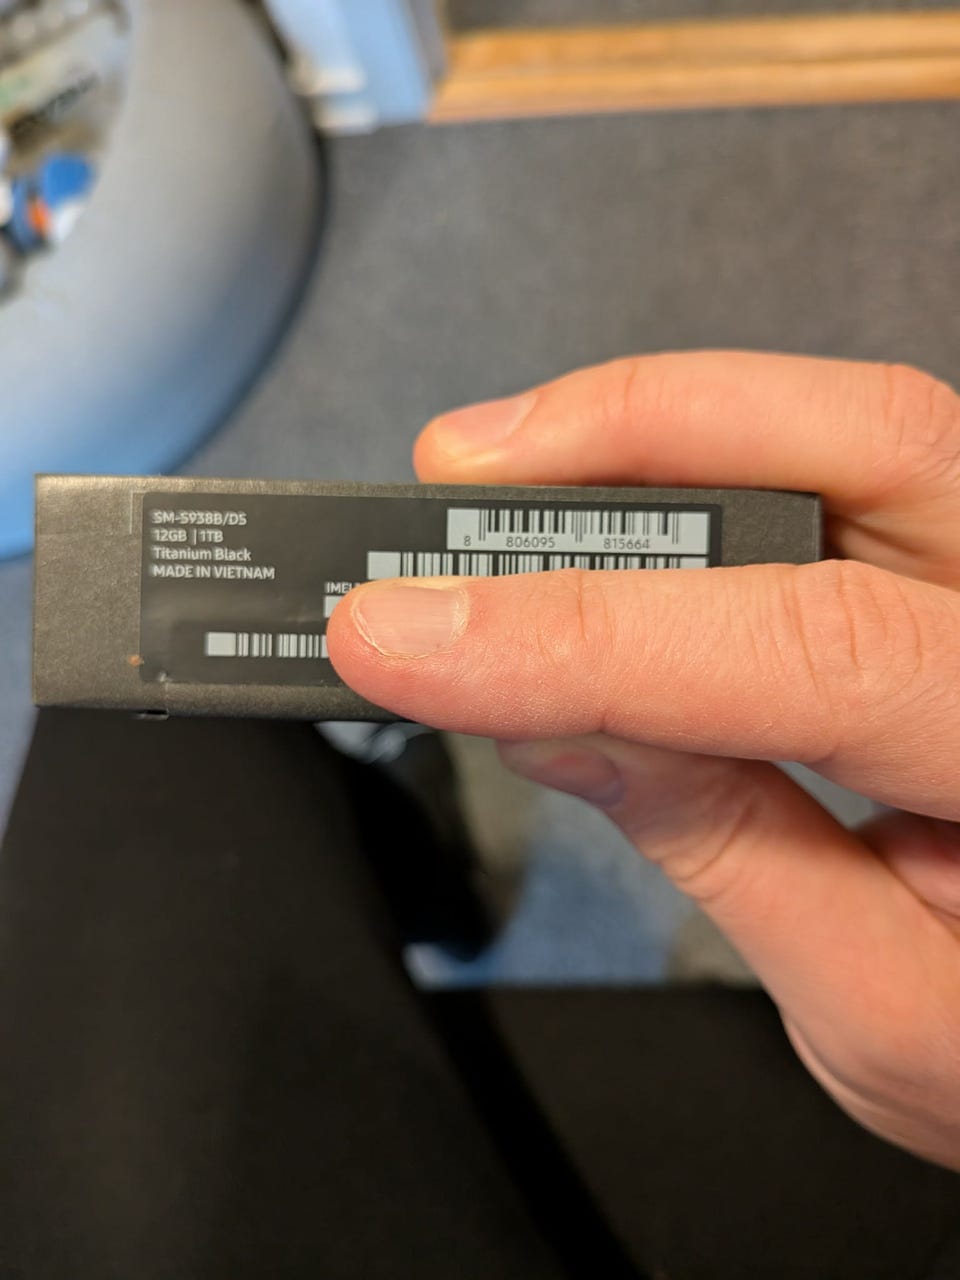 SM-S938B/DS
12GB | 1TB
Titanium Black
MADE IN VIETNAM
8 806095 815664